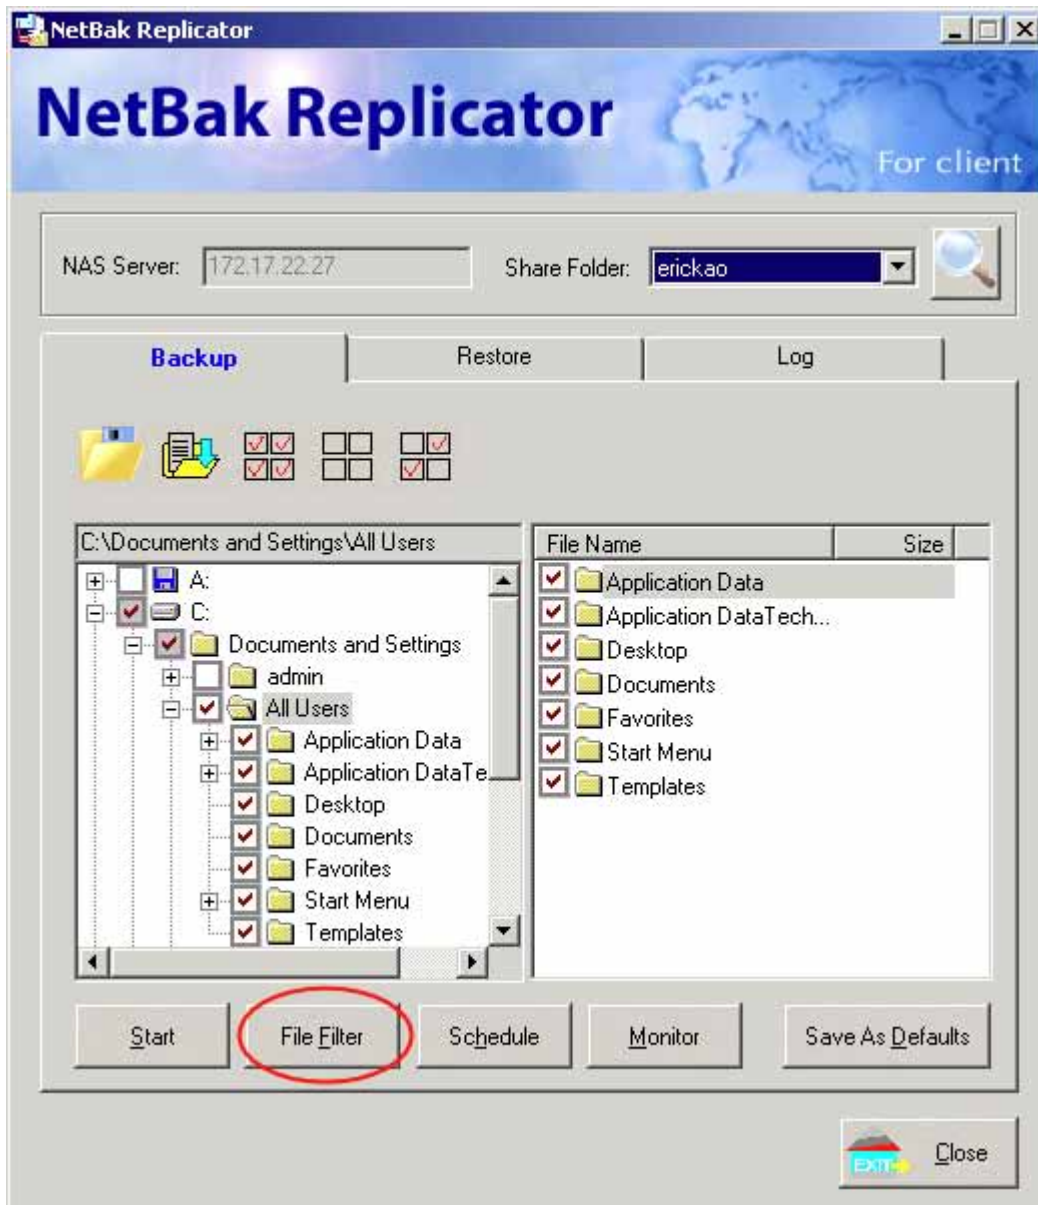 NetBak Replicator
NetBak Replicator
For client
NAS Server: 172.17.22.27 Share Folder: erickao
Backup Restore Log
C:\Documents and Settings\All Users
A:
C:
Documents and Settings
admin
All Users
Application Data
Application DataTe
Desktop
Documents
Favorites
Start Menu
Templates
File Name Size
Application Data
Application DataTech...
Desktop
Documents
Favorites
Start Menu
Templates
Start File Filter Schedule Monitor Save As Defaults
EXIT Close